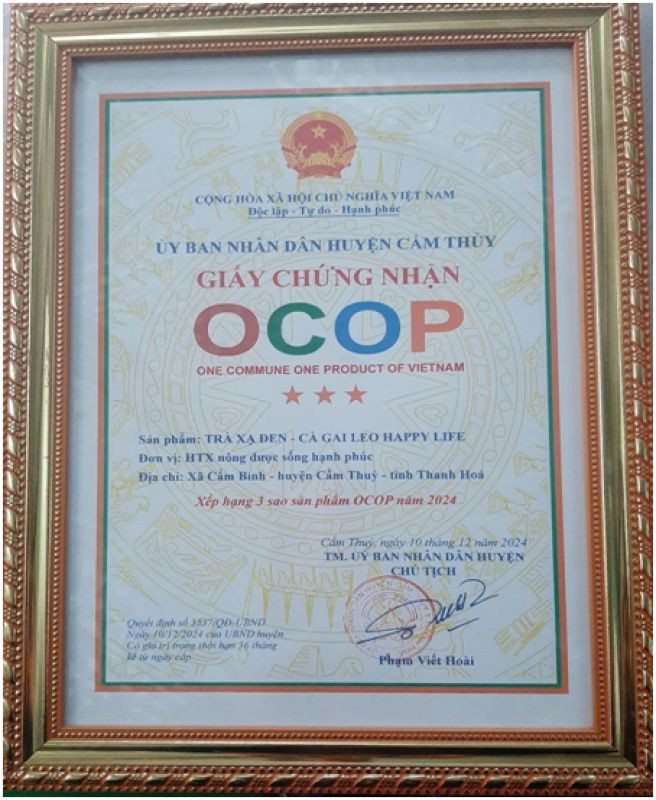 CỘNG HÒA XÃ HỘI CHỦ NGHĨA VIỆT NAM
Độc lập - Tự do - Hạnh phúc
ỦY BAN NHÂN DÂN HUYỆN CẨM THỦY
GIẤY CHỨNG NHẬN
OCOP
ONE COMMUNE ONE PRODUCT OF VIETNAM
Sản phẩm: TRÀ XẠ ĐEN - CÀ GAI LEO HAPPY LIFE
Đơn vị: HTX nông dược sống hạnh phúc
Địa chỉ: Xã Cẩm Bình - huyện Cẩm Thuỷ - tỉnh Thanh Hoá
Xếp hạng 3 sao sản phẩm OCOP năm 2024
Cẩm Thuỷ, ngày 10 tháng 12 năm 2024
TM. UỶ BAN NHÂN DÂN HUYỆN
CHỦ TỊCH
Quyết định số 3537/QĐ-UBND
Ngày 10/12/2024 của UBND huyện
Có giá trị trong thời hạn 36 tháng
kể từ ngày cấp
Phạm Viết Hoài